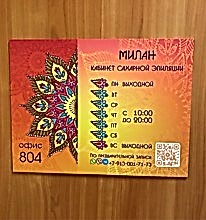 МИЛАН
КАБИНЕТ САХАРНОЙ ЭПИЛЯЦИИ
ПН ВЫХОДНОЙ
ВТ
СР
ЧТ С 10:00
ПТ ДО 20:00
СБ
ВС ВЫХОДНОЙ
ОФИС
804
ПО ПРЕДВАРИТЕЛЬНОЙ ЗАПИСИ